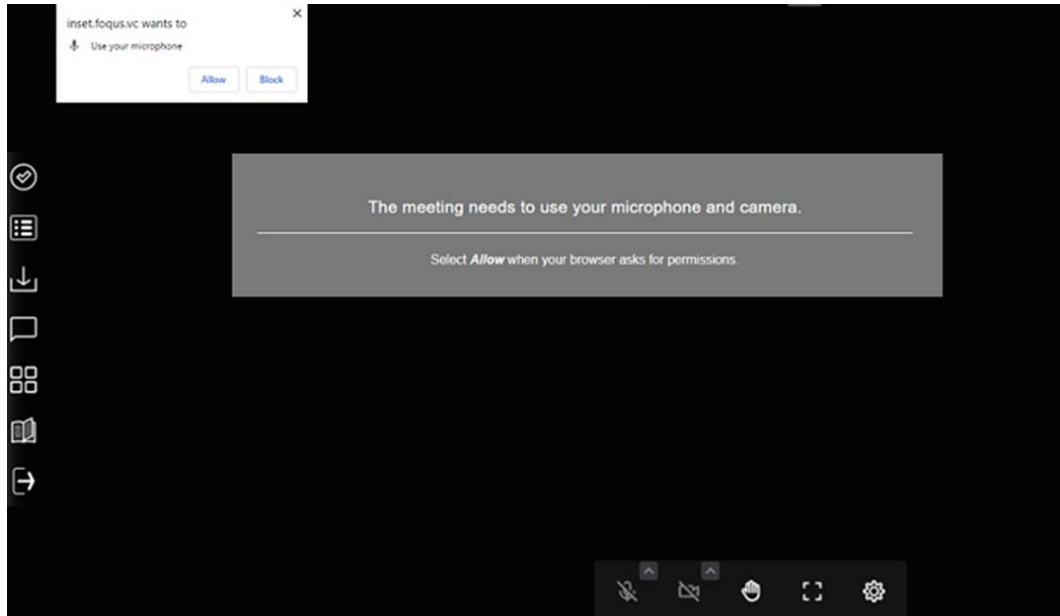 inset.foqus.vc wants to
Use your microphone
Allow Block
The meeting needs to use your microphone and camera.
Select Allow when your browser asks for permissions.